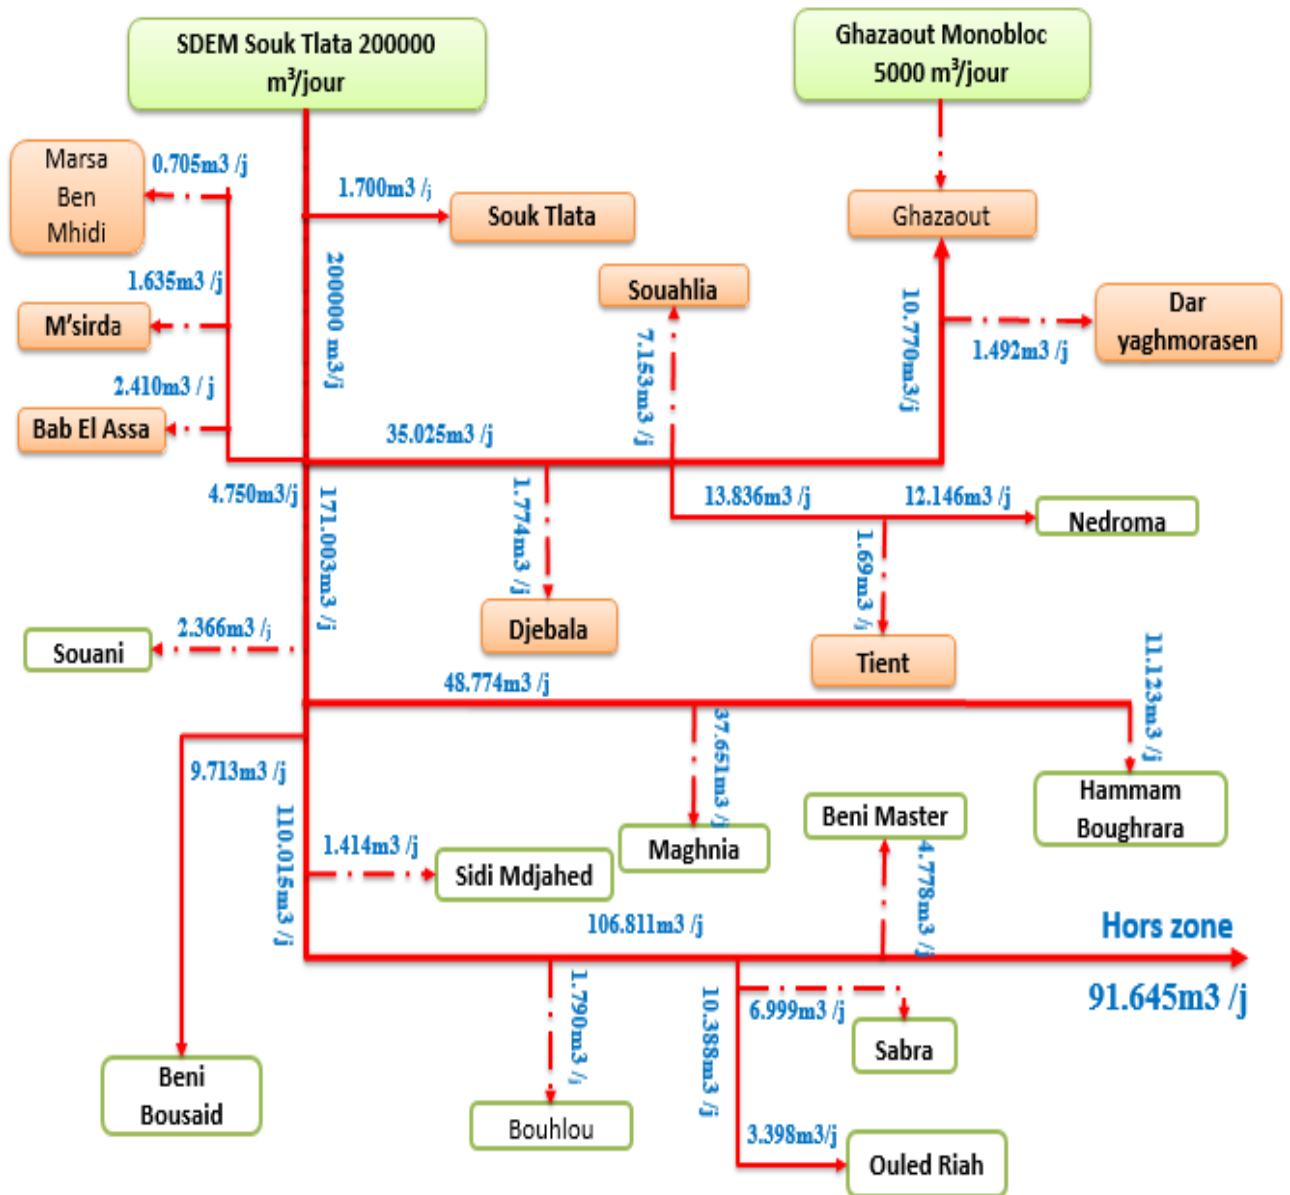 SDEM Souk Tlata 200000
m³/jour
Ghazaout Monobloc
5000 m³/jour
Marsa
Ben
Mhidi
0.705m3 /j
1.700m3 /j
Souk Tlata
Ghazaout
1.635m3 /j
200000 m3/j
Souahlia
10.770m3/j
Dar
yaghmorasen
M'sirda
7.153m3 /j
1.492m3 /j
2.410m3 / j
Bab El Assa
35.025m3 /j
4.750m3/j
171.003m3 /j
1.774m3 /j
13.836m3 /j
12.146m3 /j
Nedroma
1.69m3 /j
Souani
2.366m3 /j
Djebala
Tient
48.774m3 /j
11.123m3 /j
9.713m3 /j
37.651m3 /j
Hammam
Boughrara
110.015m3 /j
1.414m3 /j
Sidi Mdjahed
Maghnia
Beni Master
4.778m3 /j
106.811m3 /j
Hors zone
91.645m3 /j
1.790m3 /j
10.388m3 /j
6.999m3 /j
Sabra
Beni
Bousaid
Bouhlou
3.398m3/j
Ouled Riah